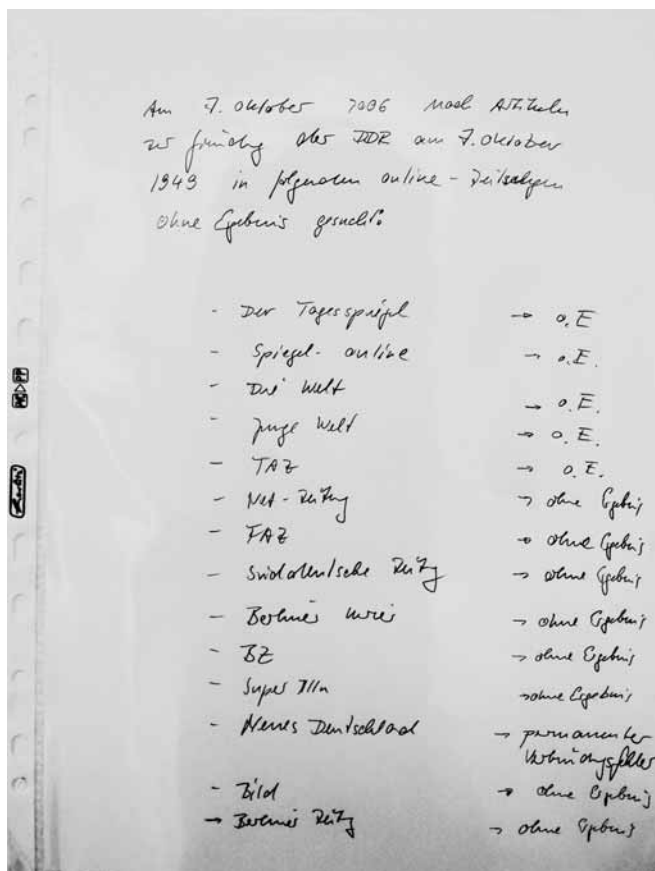 Am 7. Oktober 2006 nach Artikeln
zur Gründung der DDR am 7. Oktober
1949 in folgenden online-Zeitungen
ohne Ergebnis gesucht:
- Der Tagesspiegel → o.E
- Spiegel-online → o.E.
- Die Welt → o.E.
- junge Welt → o.E.
- TAZ → o.E.
- Net-Zeitung → ohne Ergebnis
- FAZ → ohne Ergebnis
- Süddeutsche Zeitung → ohne Ergebnis
- Berliner Kurier → ohne Ergebnis
- BZ → ohne Ergebnis
- Super Illu → ohne Ergebnis
- Neues Deutschland → permanenter
Verbindungsfehler
- Bild → ohne Ergebnis
→ Berliner Zeitung → ohne Ergebnis